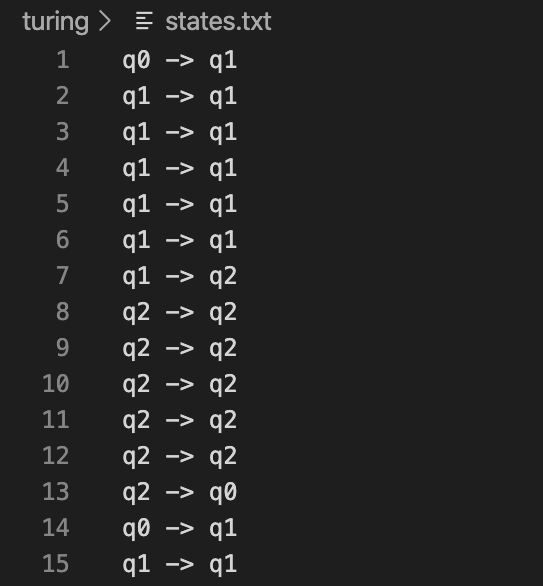 turing > states.txt
1 q0 -> q1
2 q1 -> q1
3 q1 -> q1
4 q1 -> q1
5 q1 -> q1
6 q1 -> q1
7 q1 -> q2
8 q2 -> q2
9 q2 -> q2
10 q2 -> q2
11 q2 -> q2
12 q2 -> q2
13 q2 -> q0
14 q0 -> q1
15 q1 -> q1